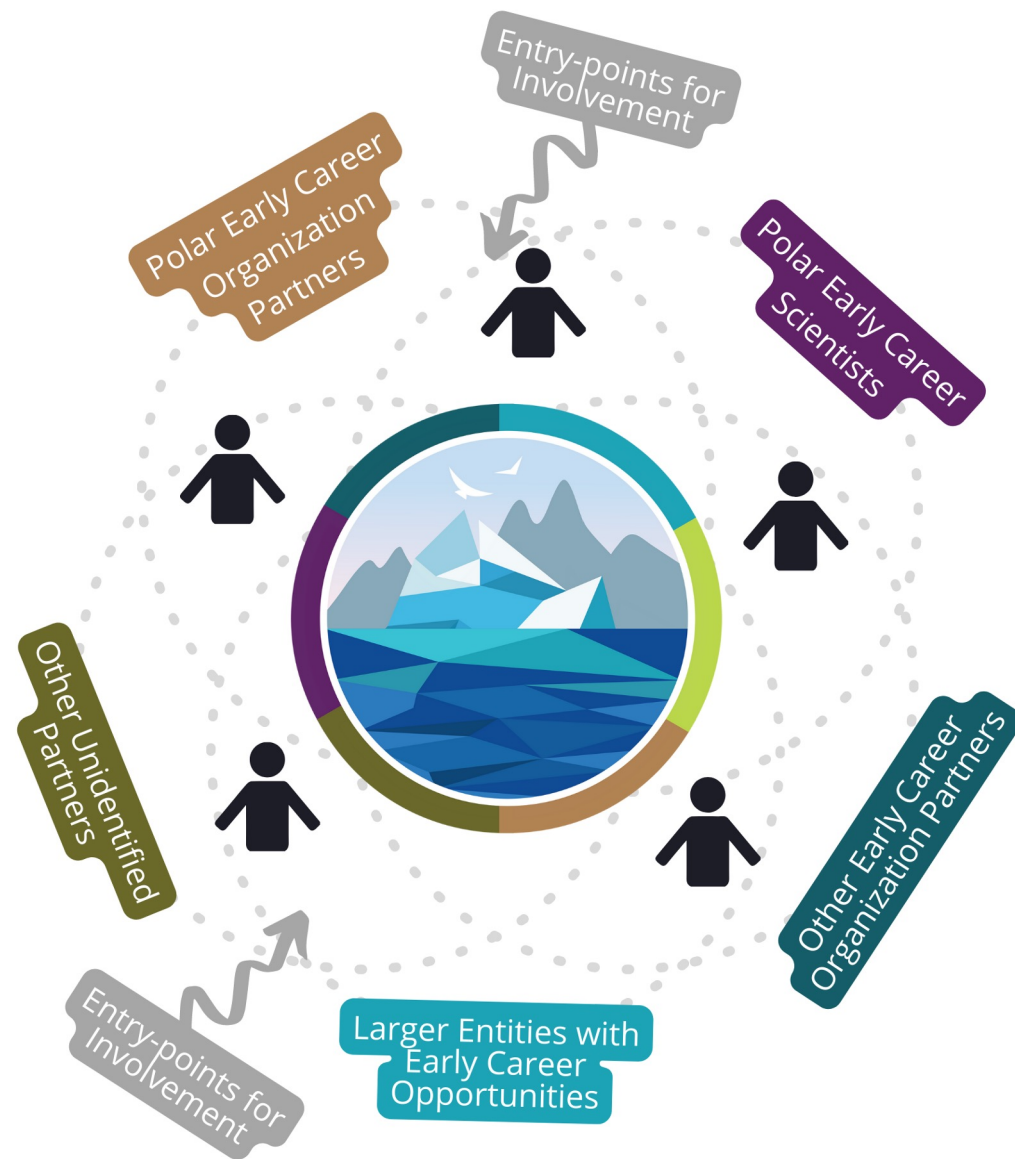 Entry-points for
Involvement
Polar Early Career
Organization
Partners
Polar Early Career
Scientists
Other Unidentified
Partners
Other Early Career
Organization Partners
Entry-points for
Involvement
Larger Entities with
Early Career
Opportunities